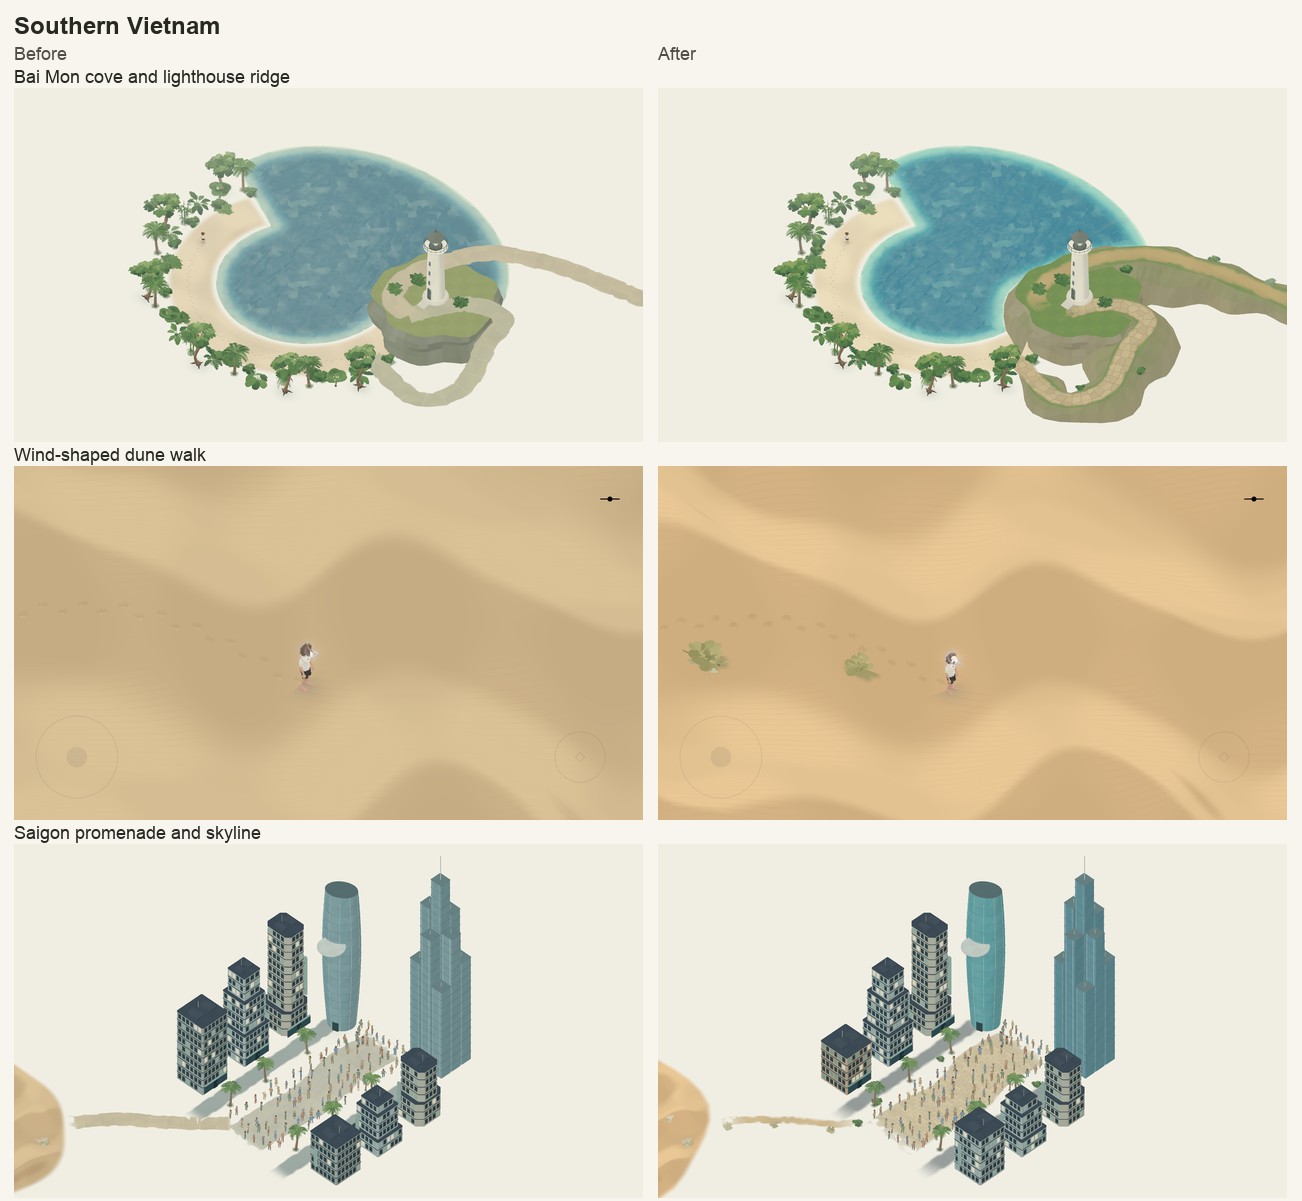 Southern Vietnam
Before
After
Bai Mon cove and lighthouse ridge
Wind-shaped dune walk
Saigon promenade and skyline